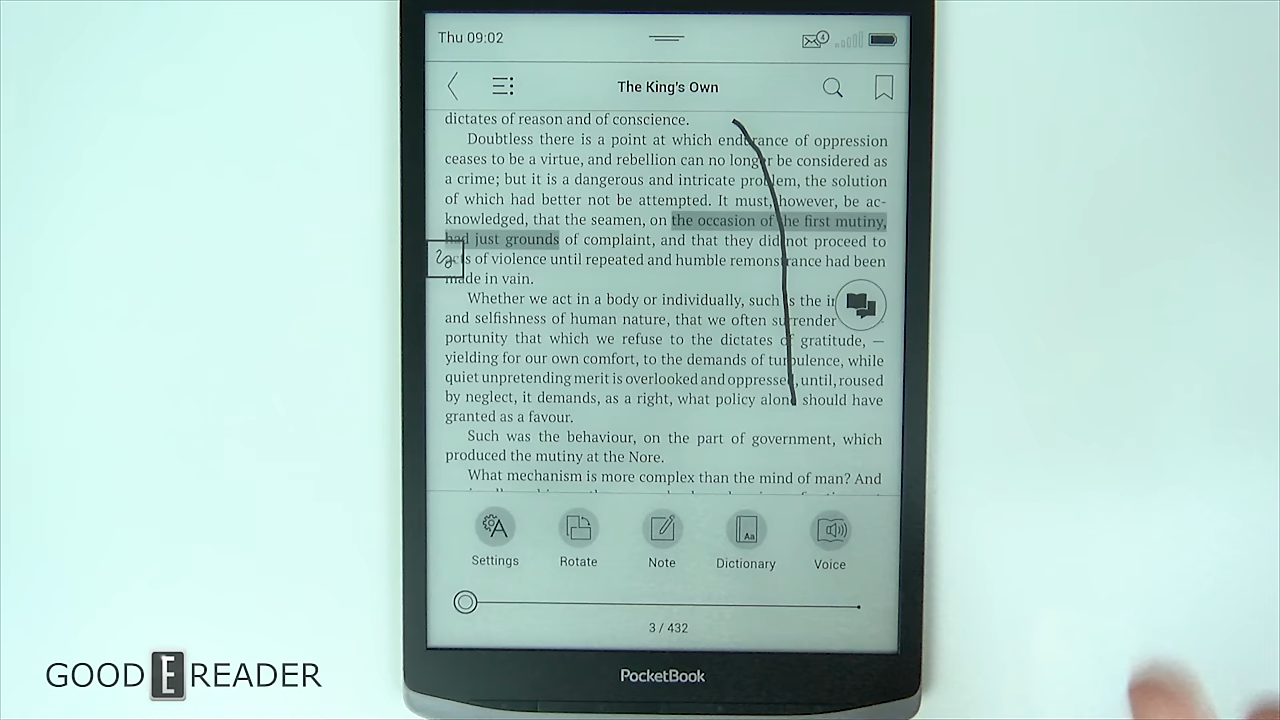 Thu 09:02
4
The King's Own
dictates of reason and of conscience.
Doubtless there is a point at which endurance of oppression
ceases to be a virtue, and rebellion can no longer be considered as
a crime; but it is a dangerous and intricate problem, the solution
of which had better not be attempted. It must, however, be ac-
knowledged, that the seamen, on the occasion of the first mutiny,
had just grounds of complaint, and that they did not proceed to
acts of violence until repeated and humble remonstrance had been
made in vain.
Whether we act in a body or individually, such is the
and selfishness of human nature, that we often surrender
portunity that which we refuse to the dictates of gratitude, —
yielding for our own comfort, to the demands of turbulence, while
quiet unpretending merit is overlooked and oppressed, until, roused
by neglect, it demands, as a right, what policy alone should have
granted as a favour.
Such was the behaviour, on the part of government, which
produced the mutiny at the Nore.
What mechanism is more complex than the mind of man? And
Settings Rotate Note Dictionary Voice
A Aa
3 / 432
PocketBook
GOOD E READER